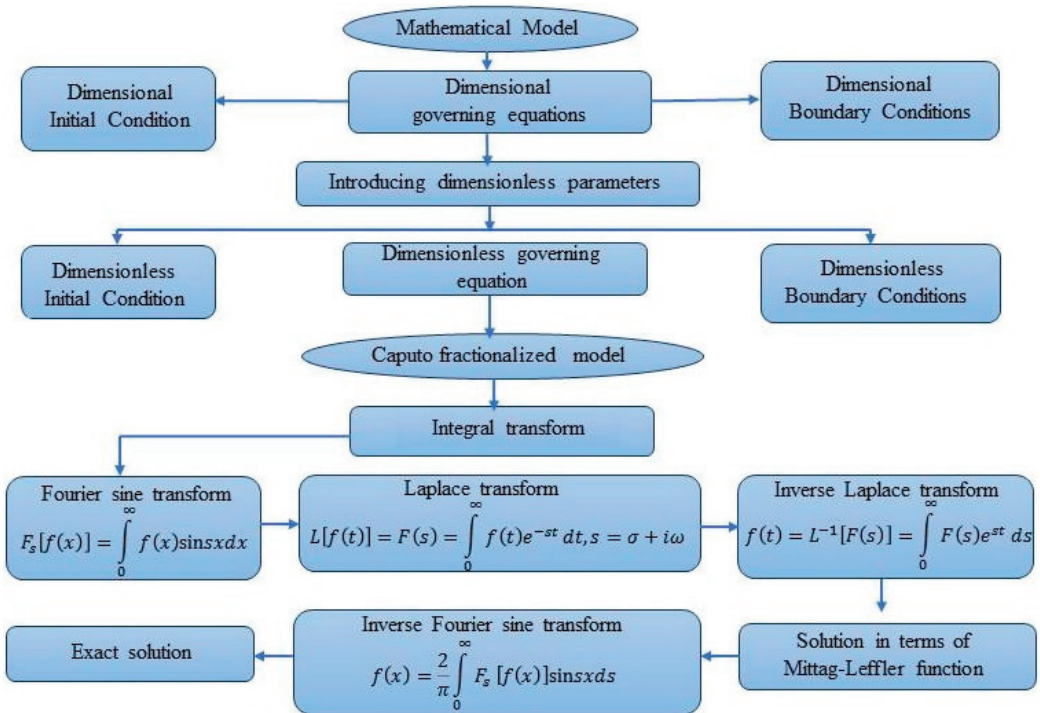 Mathematical Model
Dimensional
Initial Condition
Dimensional
governing equations
Dimensional
Boundary Conditions
Introducing dimensionless parameters
Dimensionless
Initial Condition
Dimensionless governing
equation
Dimensionless
Boundary Conditions
Caputo fractionalized model
Integral transform
Fourier sine transform
F_s[f(x)] = ∫_0^∞ f(x)sinsxdx
Laplace transform
L[f(t)] = F(s) = ∫_0^∞ f(t)e^{-st} dt, s = σ + iω
Inverse Laplace transform
f(t) = L^{-1}[F(s)] = ∫_0^∞ F(s)e^{st} ds
Solution in terms of
Mittag-Leffler function
Inverse Fourier sine transform
f(x) = 2/π ∫_0^∞ F_s [f(x)]sinsxds
Exact solution